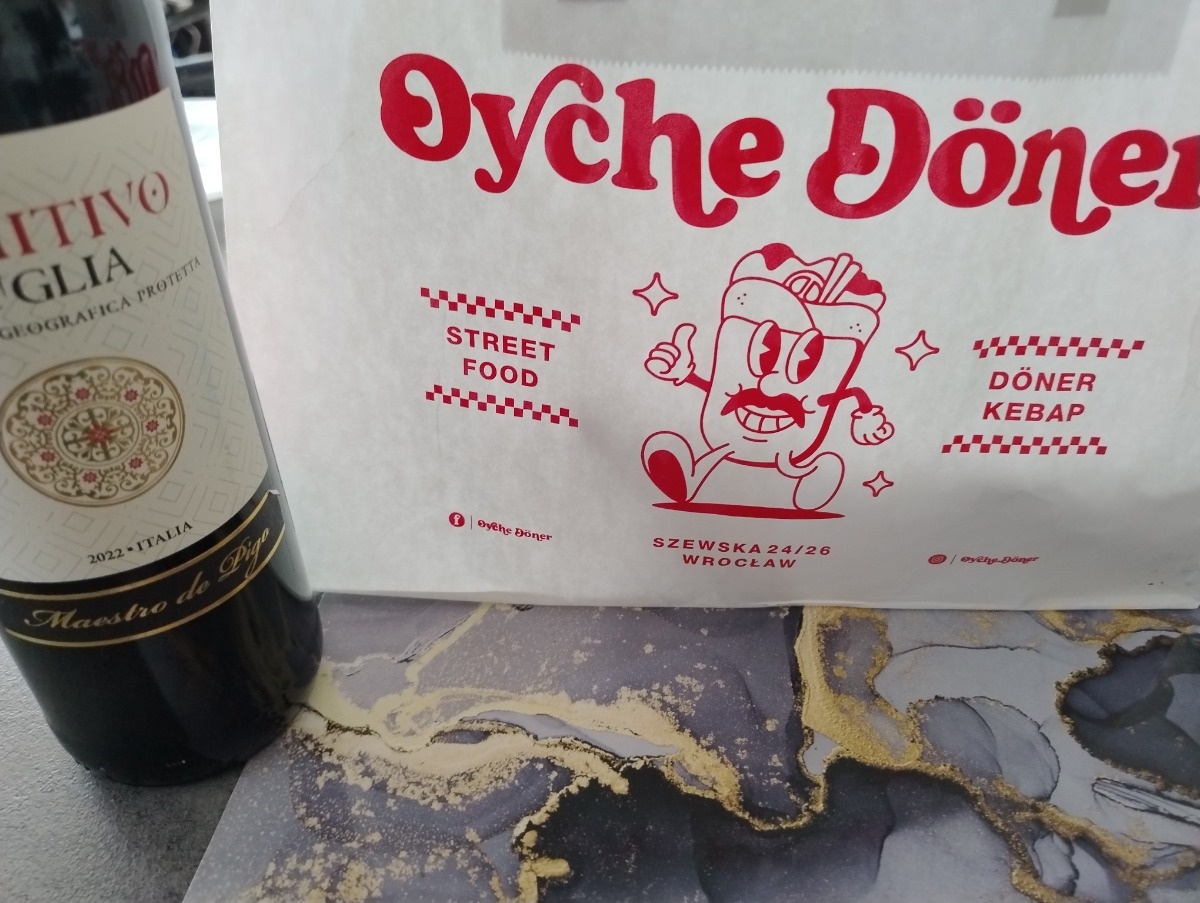 ITIVO
GLIA
GEOGRAFICA PROTETTA
2022 • ITALIA
Maestro de Pigo
Oyche Döner
STREET
FOOD
DÖNER
KEBAP
f | Oyche Döner
SZEWSKA 24/26
WROCŁAW
Oyche.Döner